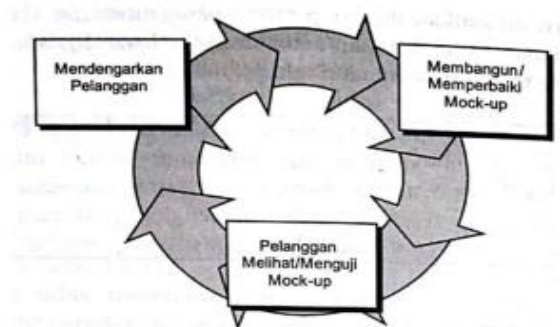 Mendengarkan
Pelanggan
Membangun/
Memperbaiki
Mock-up
Pelanggan
Melihat/Menguji
Mock-up